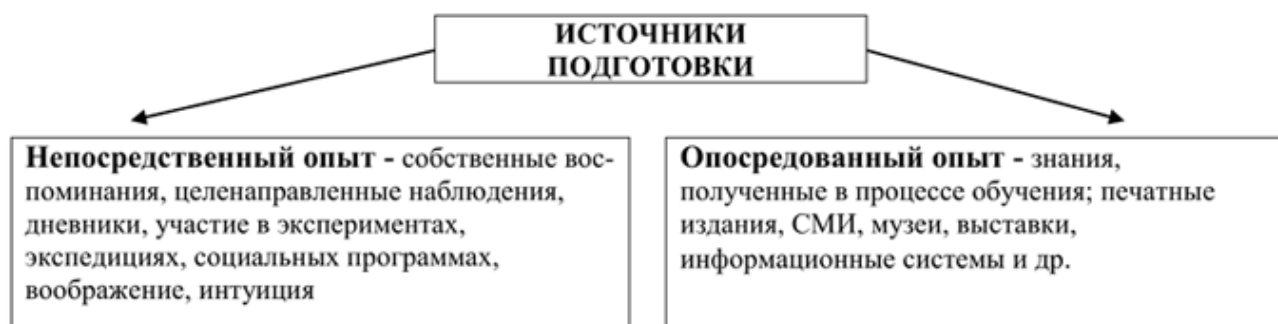 ИСТОЧНИКИ
ПОДГОТОВКИ
Непосредственный опыт - собственные вос-
поминания, целенаправленные наблюдения,
дневники, участие в экспериментах,
экспедициях, социальных программах,
воображение, интуиция
Опосредованный опыт - знания,
полученные в процессе обучения; печатные
издания, СМИ, музеи, выставки,
информационные системы и др.